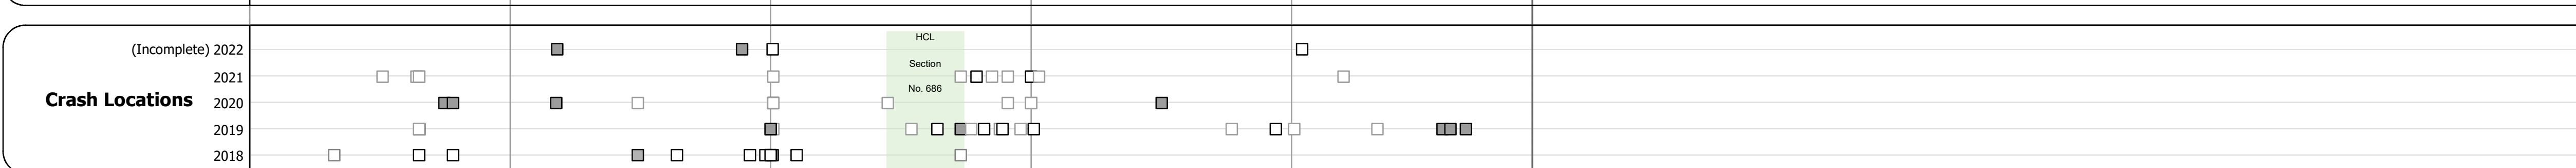 (Incomplete) 2022
HCL
Section
2021
Crash Locations
No. 686
2020
2019
2018